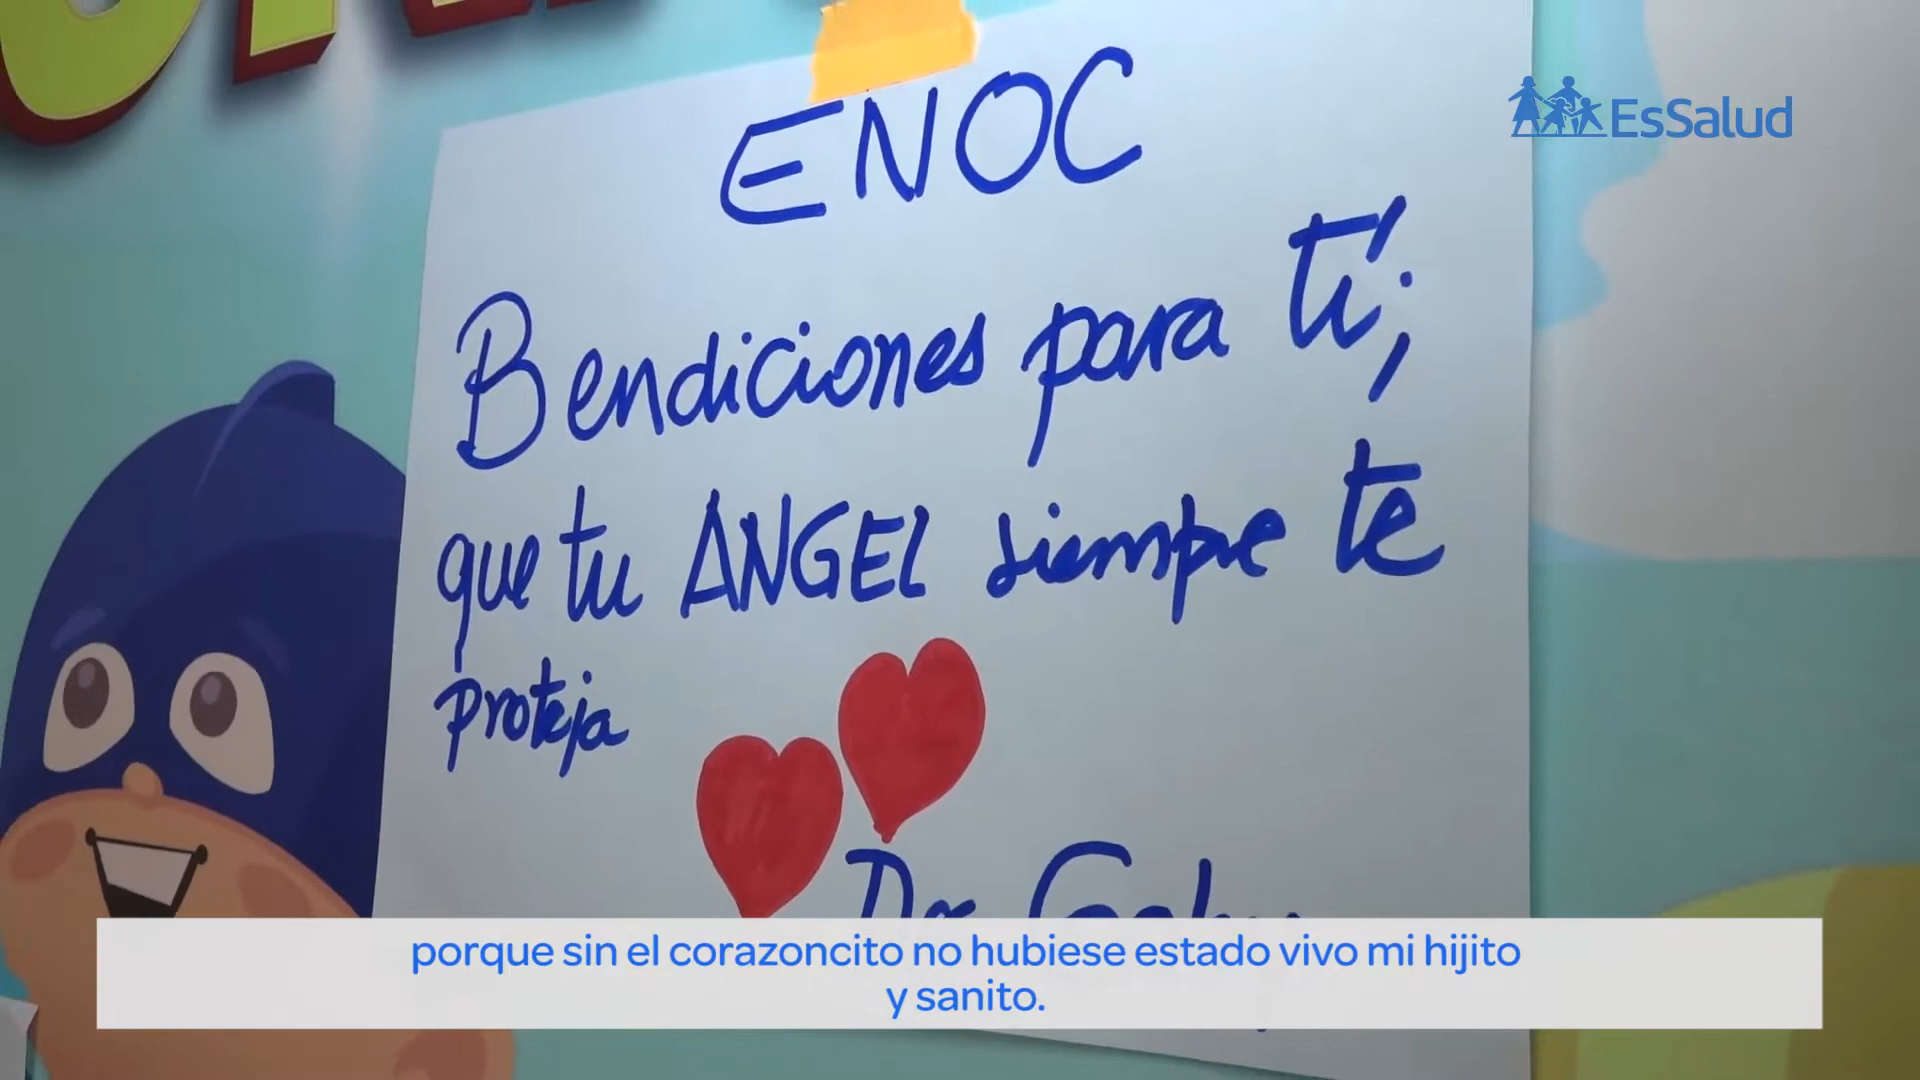 EsSalud
ENOC
Bendiciones para tí;
que tu ANGEL siempre te
proteja
porque sin el corazoncito no hubiese estado vivo mi hijito
y sanito.